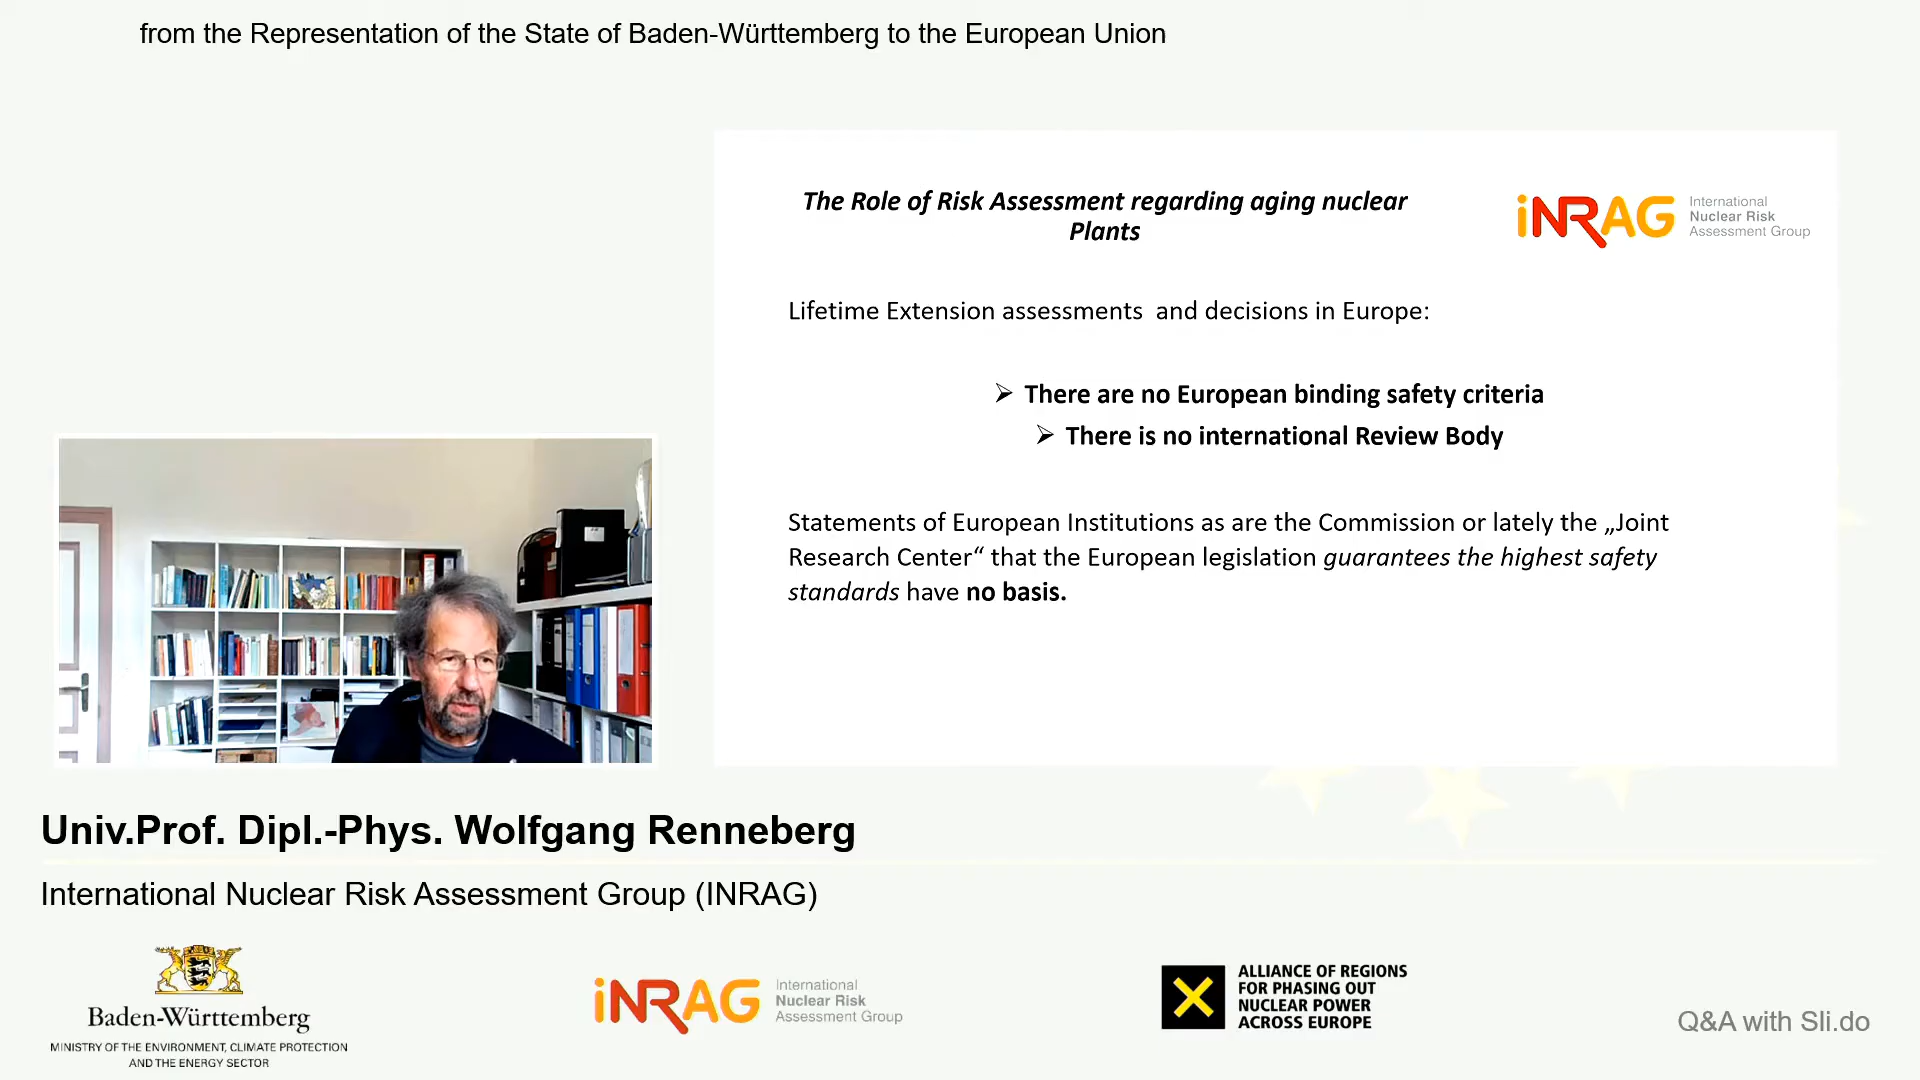 from the Representation of the State of Baden-Württemberg to the European Union
The Role of Risk Assessment regarding aging nuclear
Plants
iNRAG
International
Nuclear Risk
Assessment Group
Lifetime Extension assessments and decisions in Europe:
➢ There are no European binding safety criteria
➢ There is no international Review Body
Statements of European Institutions as are the Commission or lately the „Joint
Research Center“ that the European legislation guarantees the highest safety
standards have no basis.
Univ.Prof. Dipl.-Phys. Wolfgang Renneberg
International Nuclear Risk Assessment Group (INRAG)
Baden-Württemberg
MINISTRY OF THE ENVIRONMENT, CLIMATE PROTECTION
AND THE ENERGY SECTOR
iNRAG
International
Nuclear Risk
Assessment Group
ALLIANCE OF REGIONS
FOR PHASING OUT
NUCLEAR POWER
ACROSS EUROPE
Q&A with Sli.do